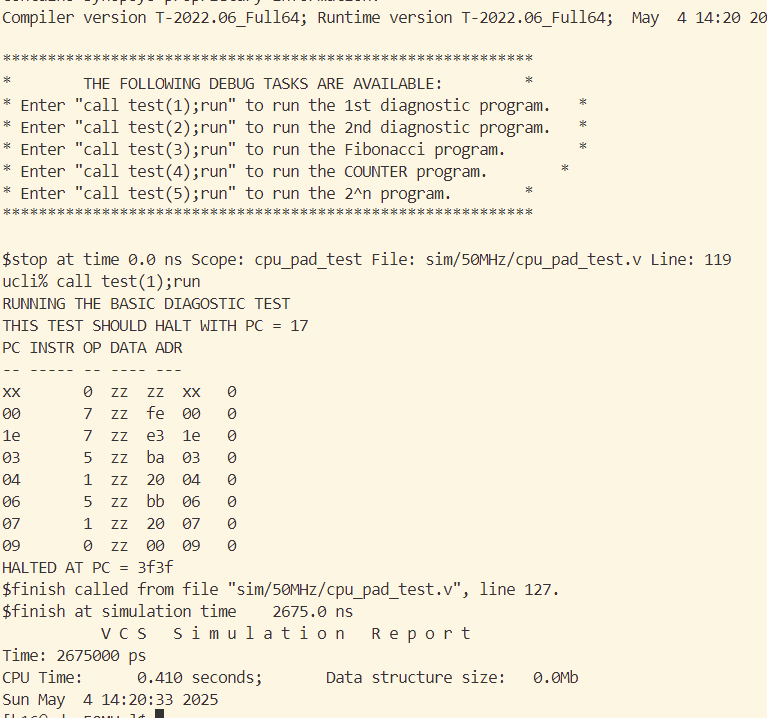 Compiler version T-2022.06_Full64; Runtime version T-2022.06_Full64;  May  4 14:20 20
***********************************************************
*        THE FOLLOWING DEBUG TASKS ARE AVAILABLE:         *
* Enter "call test(1);run" to run the 1st diagnostic program.   *
* Enter "call test(2);run" to run the 2nd diagnostic program.   *
* Enter "call test(3);run" to run the Fibonacci program.        *
* Enter "call test(4);run" to run the COUNTER program.        *
* Enter "call test(5);run" to run the 2^n program.        *
***********************************************************
$stop at time 0.0 ns Scope: cpu_pad_test File: sim/50MHz/cpu_pad_test.v Line: 119
ucli% call test(1);run
RUNNING THE BASIC DIAGOSTIC TEST
THIS TEST SHOULD HALT WITH PC = 17
PC INSTR OP DATA ADR
-- ----- -- ---- ---
xx       0  zz  zz  xx   0
00       7  zz  fe  00   0
1e       7  zz  e3  1e   0
03       5  zz  ba  03   0
04       1  zz  20  04   0
06       5  zz  bb  06   0
07       1  zz  20  07   0
09       0  zz  00  09   0
HALTED AT PC = 3f3f
$finish called from file "sim/50MHz/cpu_pad_test.v", line 127.
$finish at simulation time    2675.0 ns
V C S   S i m u l a t i o n   R e p o r t
Time: 2675000 ps
CPU Time:      0.410 seconds;       Data structure size:   0.0Mb
Sun May  4 14:20:33 2025